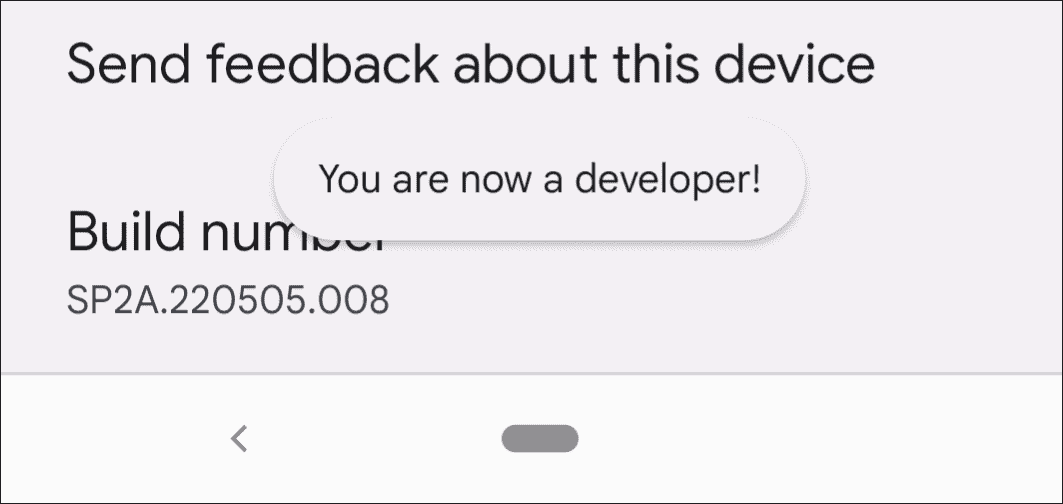 Send feedback about this device
You are now a developer!
Build number
SP2A.220505.008